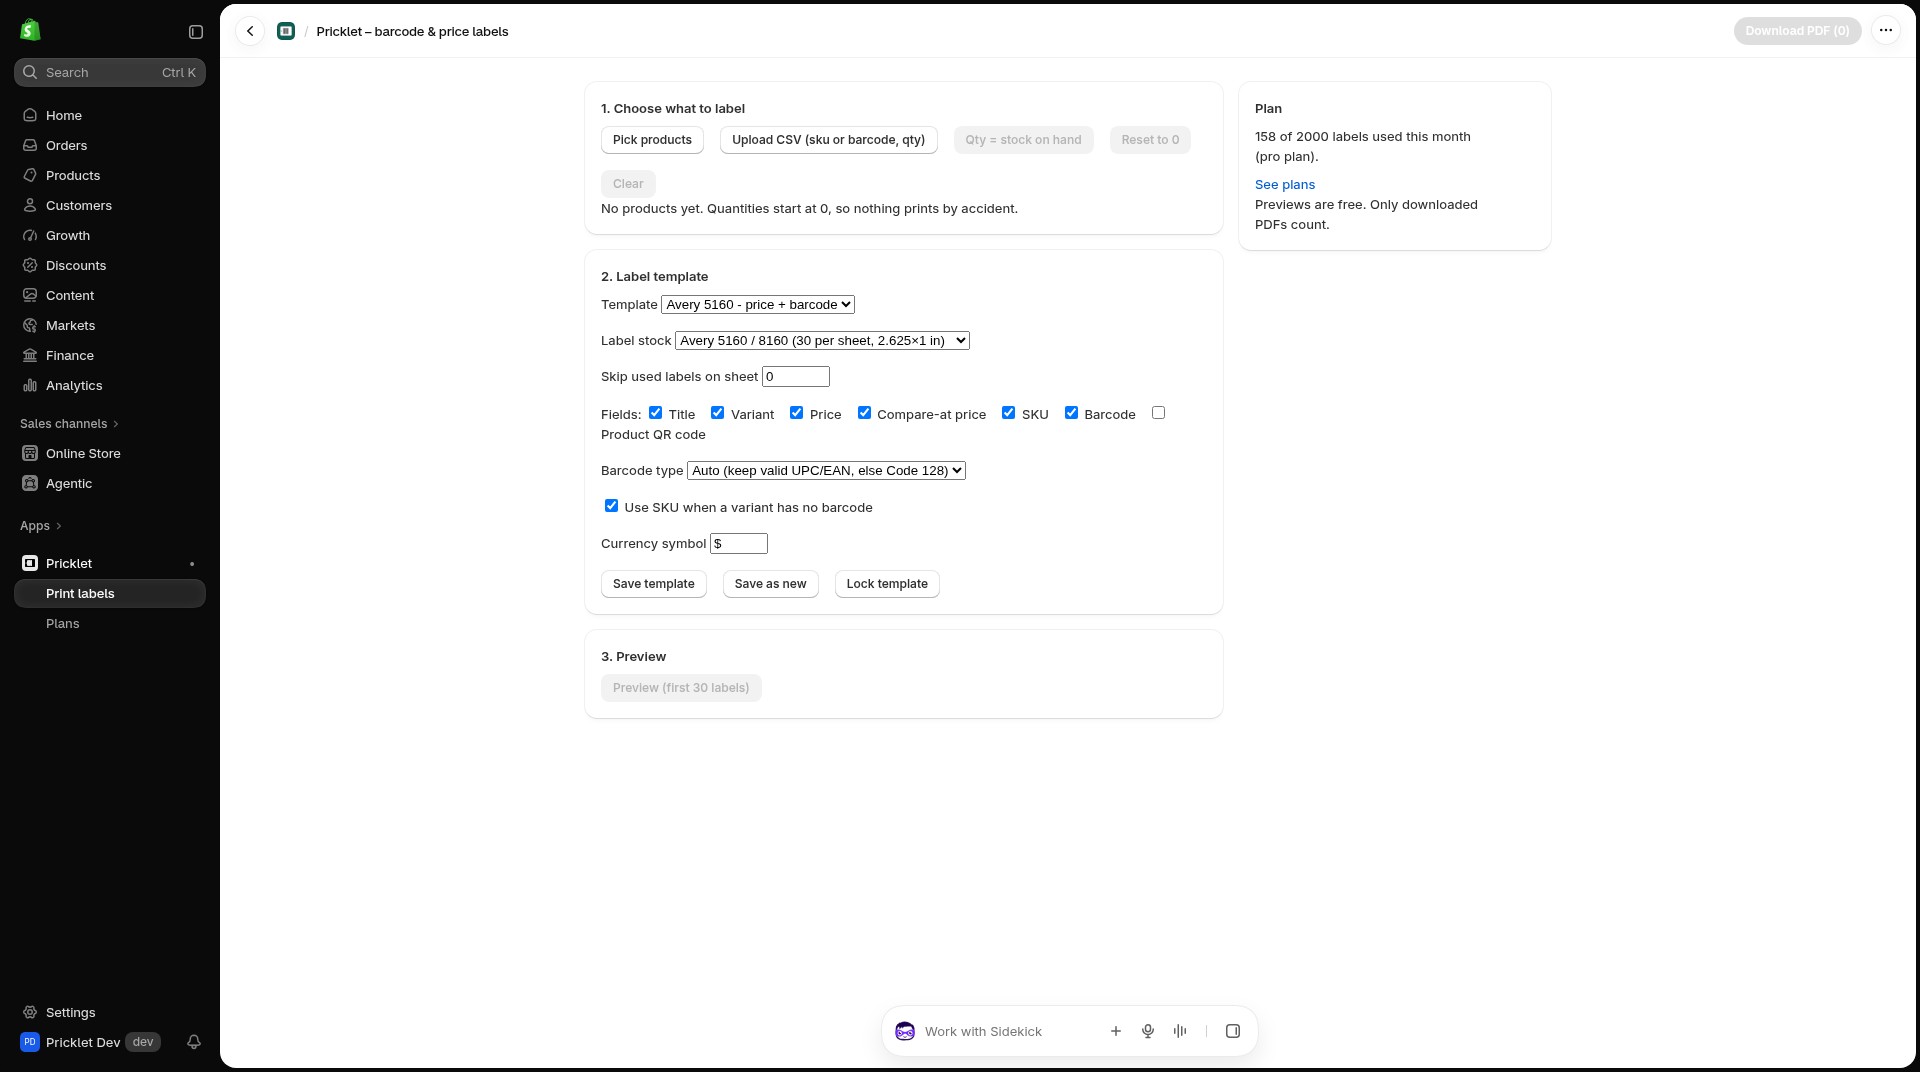 Pricklet – barcode & price labels
Download PDF (0)
Search
Ctrl K
Home
Orders
Products
Customers
Growth
Discounts
Content
Markets
Finance
Analytics
Sales channels
Online Store
Agentic
Apps
Pricklet
Print labels
Plans
Settings
PD
Pricklet Dev
dev
1. Choose what to label
Pick products
Upload CSV (sku or barcode, qty)
Qty = stock on hand
Reset to 0
Clear
No products yet. Quantities start at 0, so nothing prints by accident.
2. Label template
Template Avery 5160 - price + barcode
Label stock Avery 5160 / 8160 (30 per sheet, 2.625×1 in)
Skip used labels on sheet 0
Fields: Title Variant Price Compare-at price SKU Barcode
Product QR code
Barcode type Auto (keep valid UPC/EAN, else Code 128)
Use SKU when a variant has no barcode
Currency symbol $
Save template
Save as new
Lock template
3. Preview
Preview (first 30 labels)
Plan
158 of 2000 labels used this month
(pro plan).
See plans
Previews are free. Only downloaded
PDFs count.
Work with Sidekick